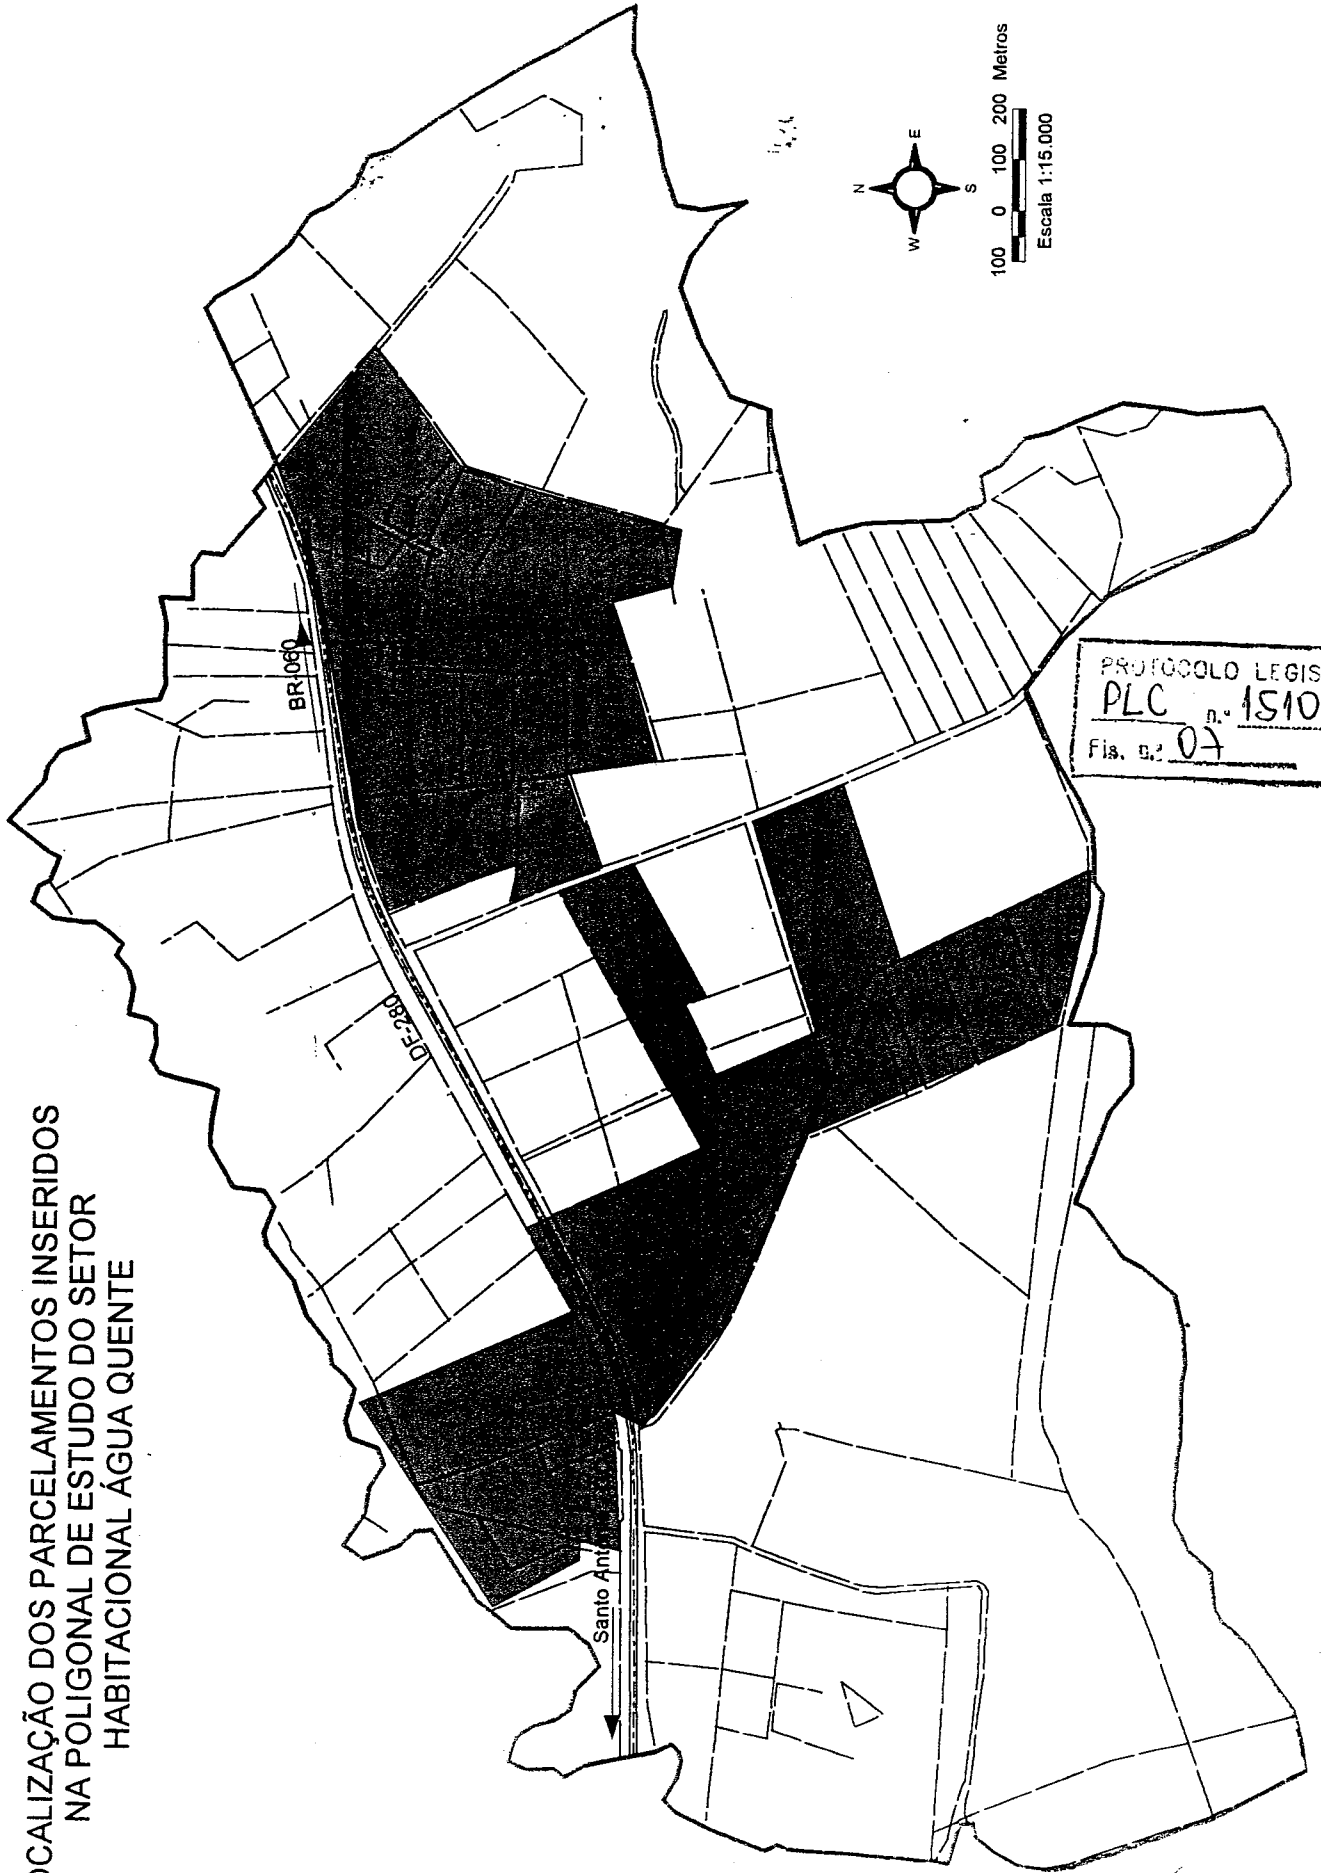 OCALIZAÇÃO DOS PARCELAMENTOS INSERIDOS
NA POLIGONAL DE ESTUDO DO SETOR
HABITACIONAL ÁGUA QUENTE
BR-060
DF-280
Santo Ant
N
W E
S
100 0 100 200 Metros
Escala 1:15.000
PROTOCOLO LEGIS
PLC n.º 1510
Fls. n.º 07